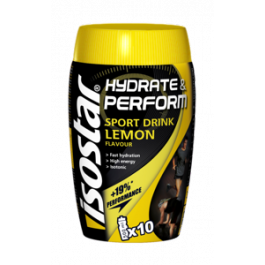 isostar®
HYDRATE &
PERFORM
SPORT DRINK
LEMON
FLAVOUR
• Fast hydration
• High energy
• Isotonic
+19%*
PERFORMANCE
x10